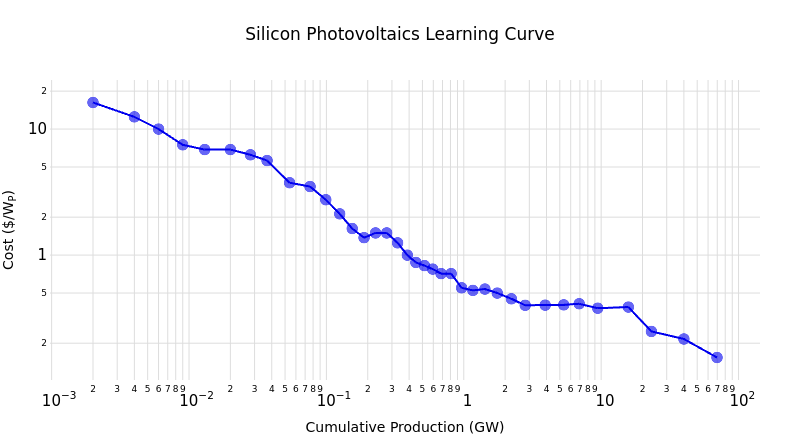 Silicon Photovoltaics Learning Curve
Cost ($/Wₚ)
2
10
5
2
1
5
2
2 3 4 5 6 7 8 9 2 3 4 5 6 7 8 9 2 3 4 5 6 7 8 9 2 3 4 5 6 7 8 9 2 3 4 5 6 7 8 9
10⁻³ 10⁻² 10⁻¹ 1 10 10²
Cumulative Production (GW)